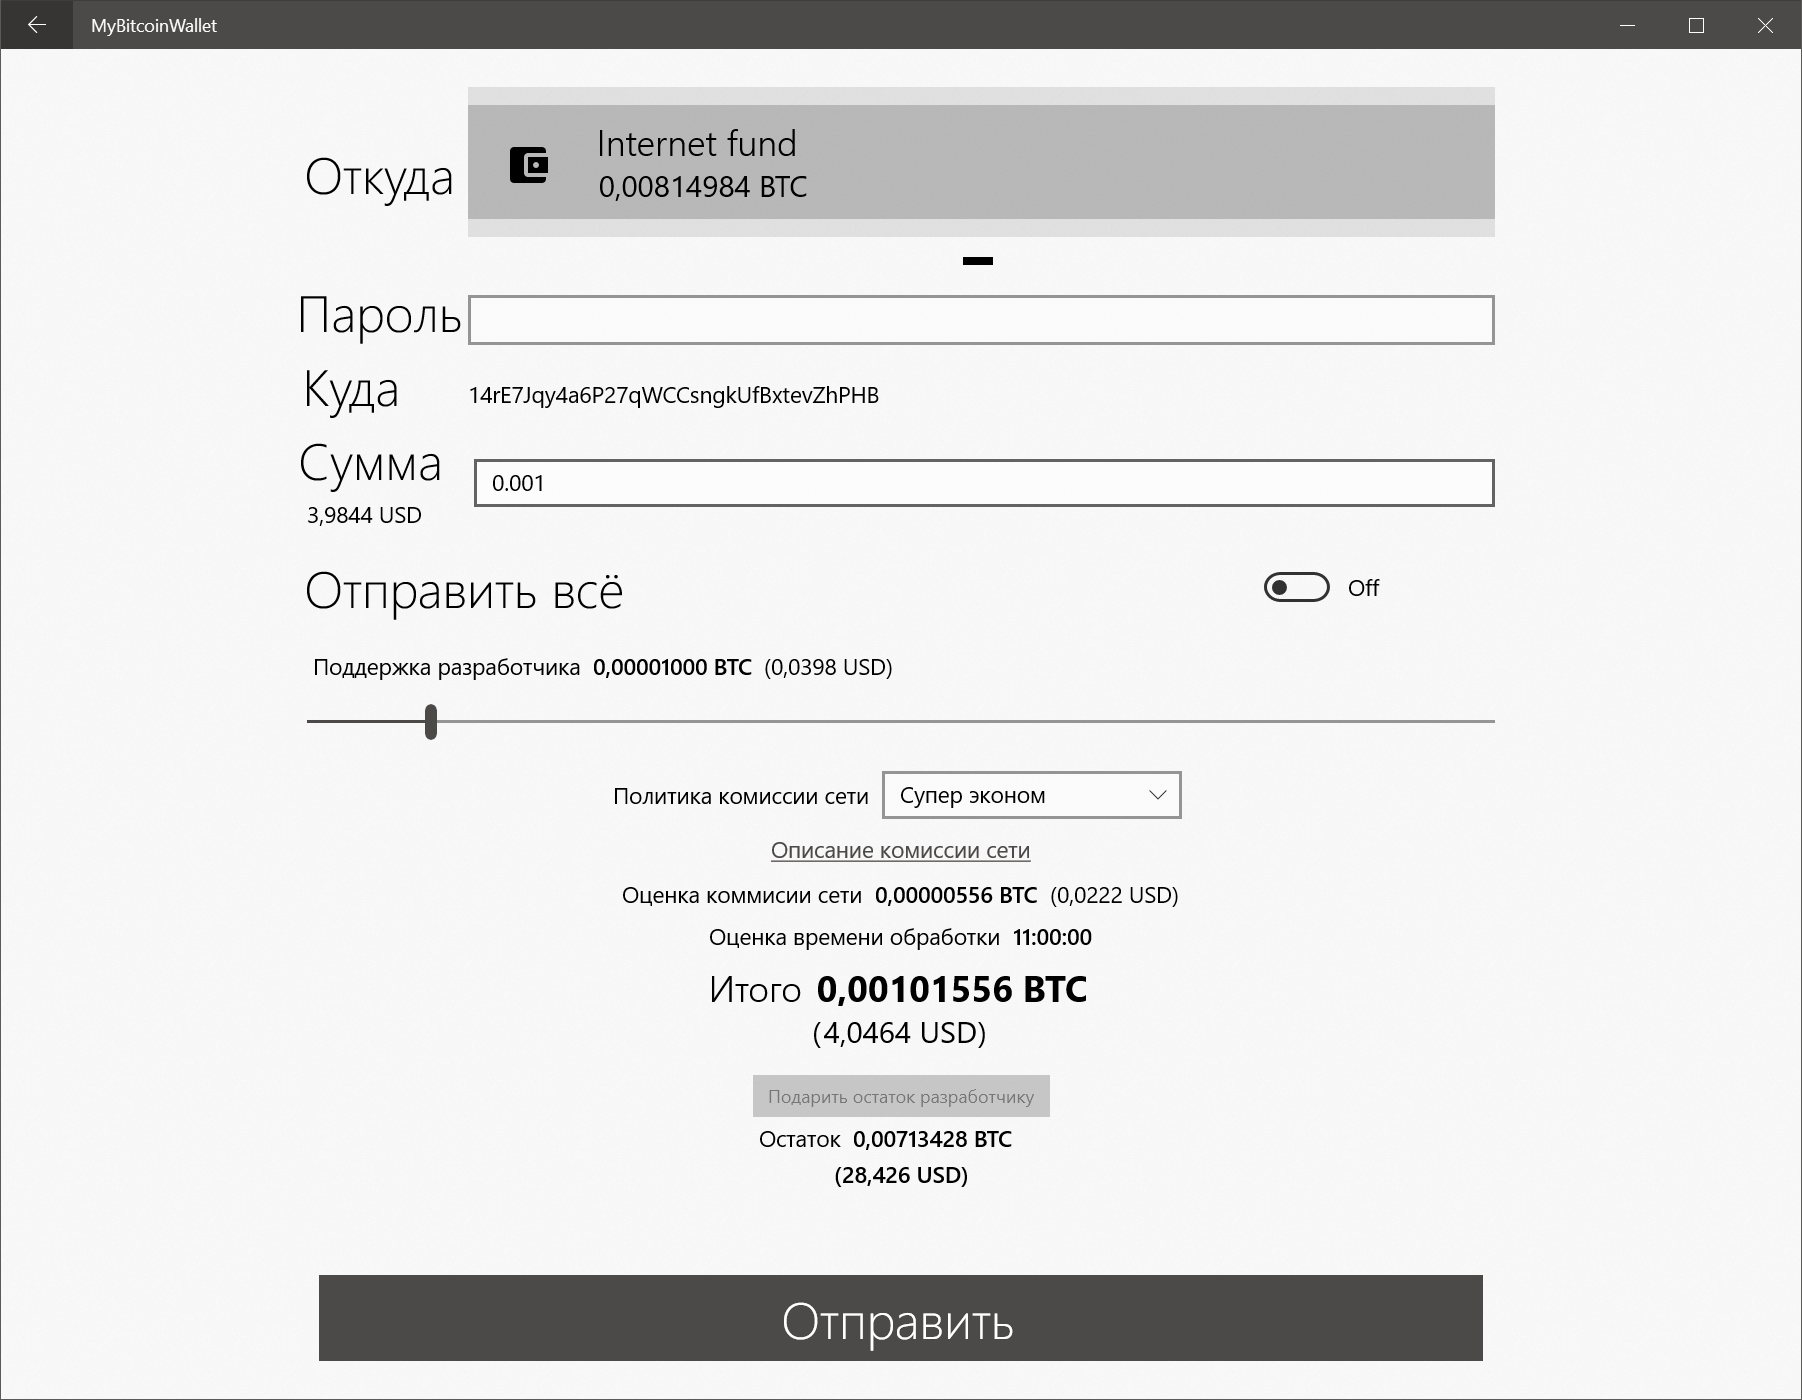 MyBitcoinWallet
Откуда
Internet fund
0,00814984 BTC
Пароль
Куда
14rE7Jqy4a6P27qWCCsngkUfBxtevZhPHB
Сумма
0.001
3,9844 USD
Отправить всё
Off
Поддержка разработчика 0,00001000 BTC (0,0398 USD)
Политика комиссии сети Супер эконом
Описание комиссии сети
Оценка коммисии сети 0,00000556 BTC (0,0222 USD)
Оценка времени обработки 11:00:00
Итого 0,00101556 BTC
(4,0464 USD)
Подарить остаток разработчику
Остаток 0,00713428 BTC
(28,426 USD)
Отправить